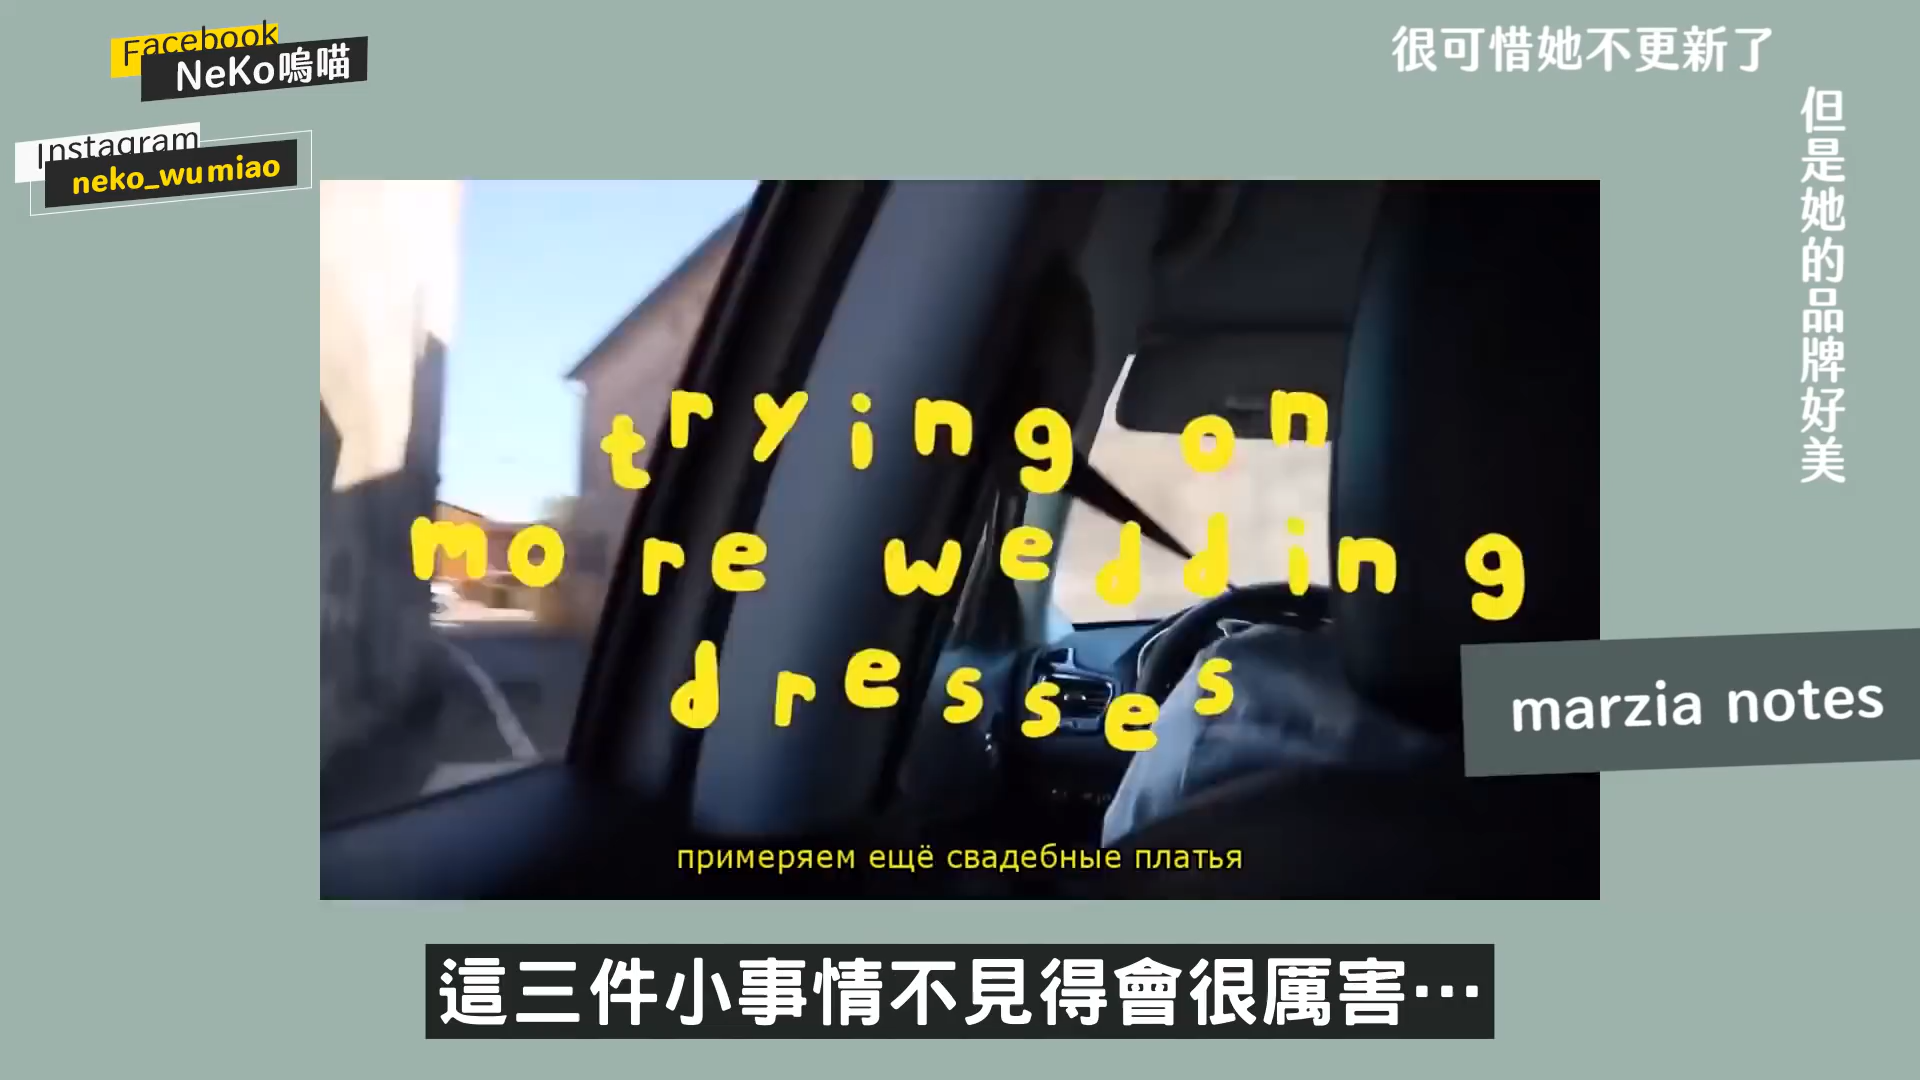 Facebook
NeKo嗚喵
Instagram
neko_wumiao
很可惜她不更新了
但是她的品牌好美
trying on
more wedding
dresses
marzia notes
примеряем ещё свадебные платья
這三件小事情不見得會很厲害⋯